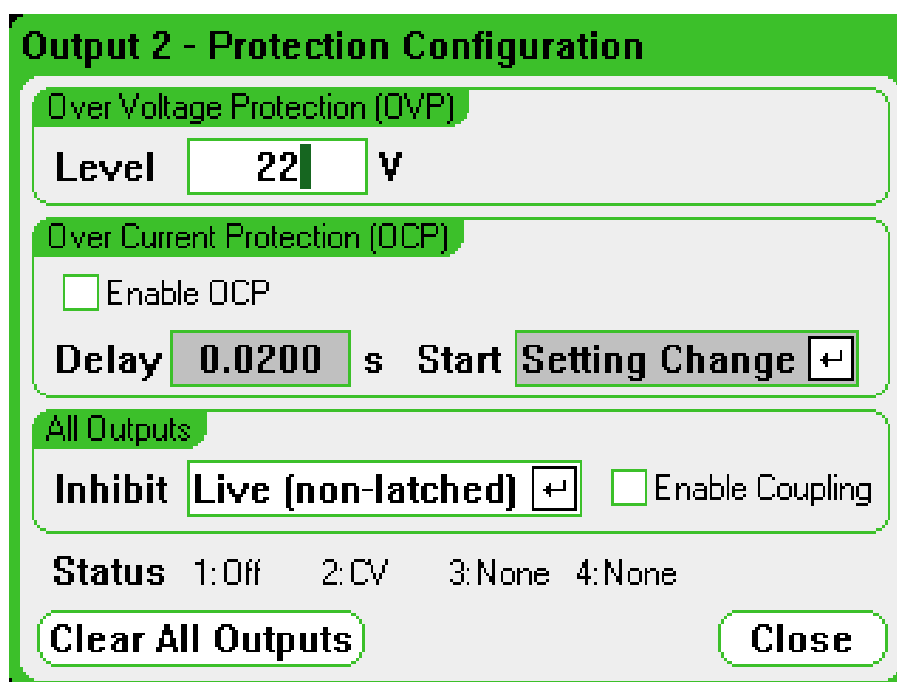 Output 2 - Protection Configuration
Over Voltage Protection (OVP)
Level 22 V
Over Current Protection (OCP)
Enable OCP
Delay 0.0200 s Start Setting Change ↵
All Outputs
Inhibit Live (non-latched) ↵ Enable Coupling
Status 1:Off 2:CV 3:None 4:None
Clear All Outputs Close